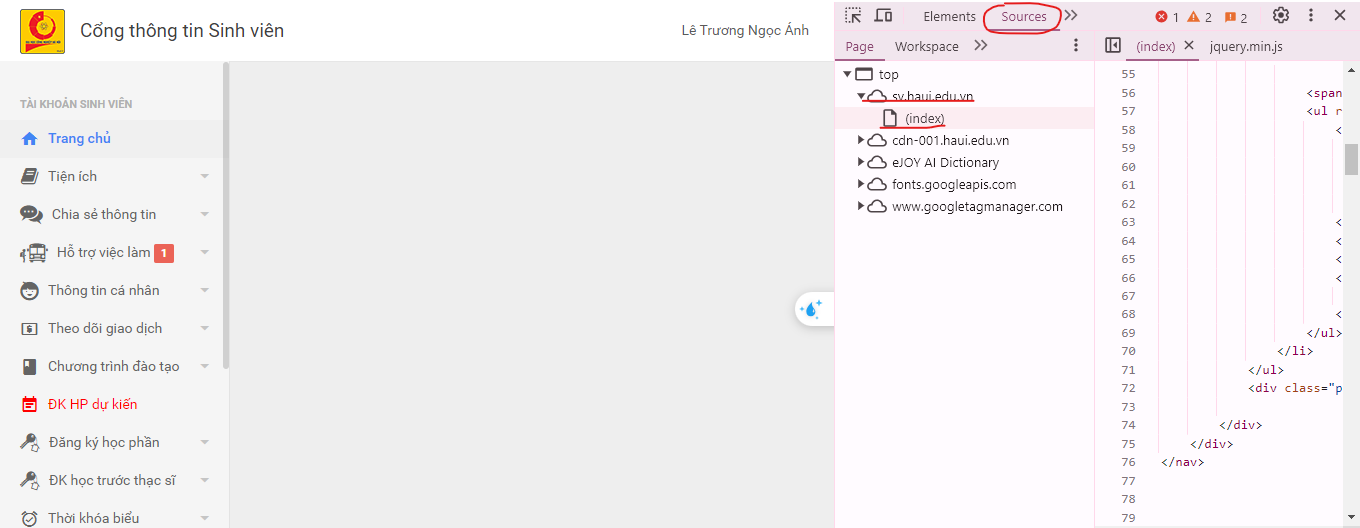 Cổng thông tin Sinh viên
Lê Trương Ngọc Ánh
TÀI KHOẢN SINH VIÊN
Trang chủ
Tiện ích
Chia sẻ thông tin
Hỗ trợ việc làm 1
Thông tin cá nhân
Theo dõi giao dịch
Chương trình đào tạo
ĐK HP dự kiến
Đăng ký học phần
ĐK học trước thạc sĩ
Thời khóa biểu
Elements Sources 1 2 2
Page Workspace
top
sv.haui.edu.vn
(index)
cdn-001.haui.edu.vn
eJOY AI Dictionary
fonts.googleapis.com
www.googletagmanager.com
(index) jquery.min.js
55
56 <span
57 <ul r
58 <
59
60
61
62
63 <
64 <
65 <
66 <
67
68 <
69 </ul>
70 </li>
71 </ul>
72 <div class="p
73
74 </div>
75 </div>
76 </nav>
77
78
79